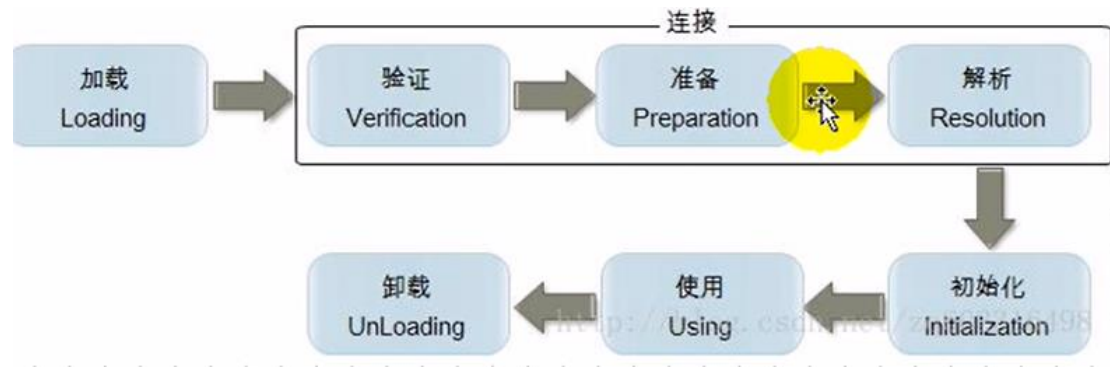 连接
加载
Loading
验证
Verification
准备
Preparation
解析
Resolution
卸载
UnLoading
使用
Using
初始化
Initialization